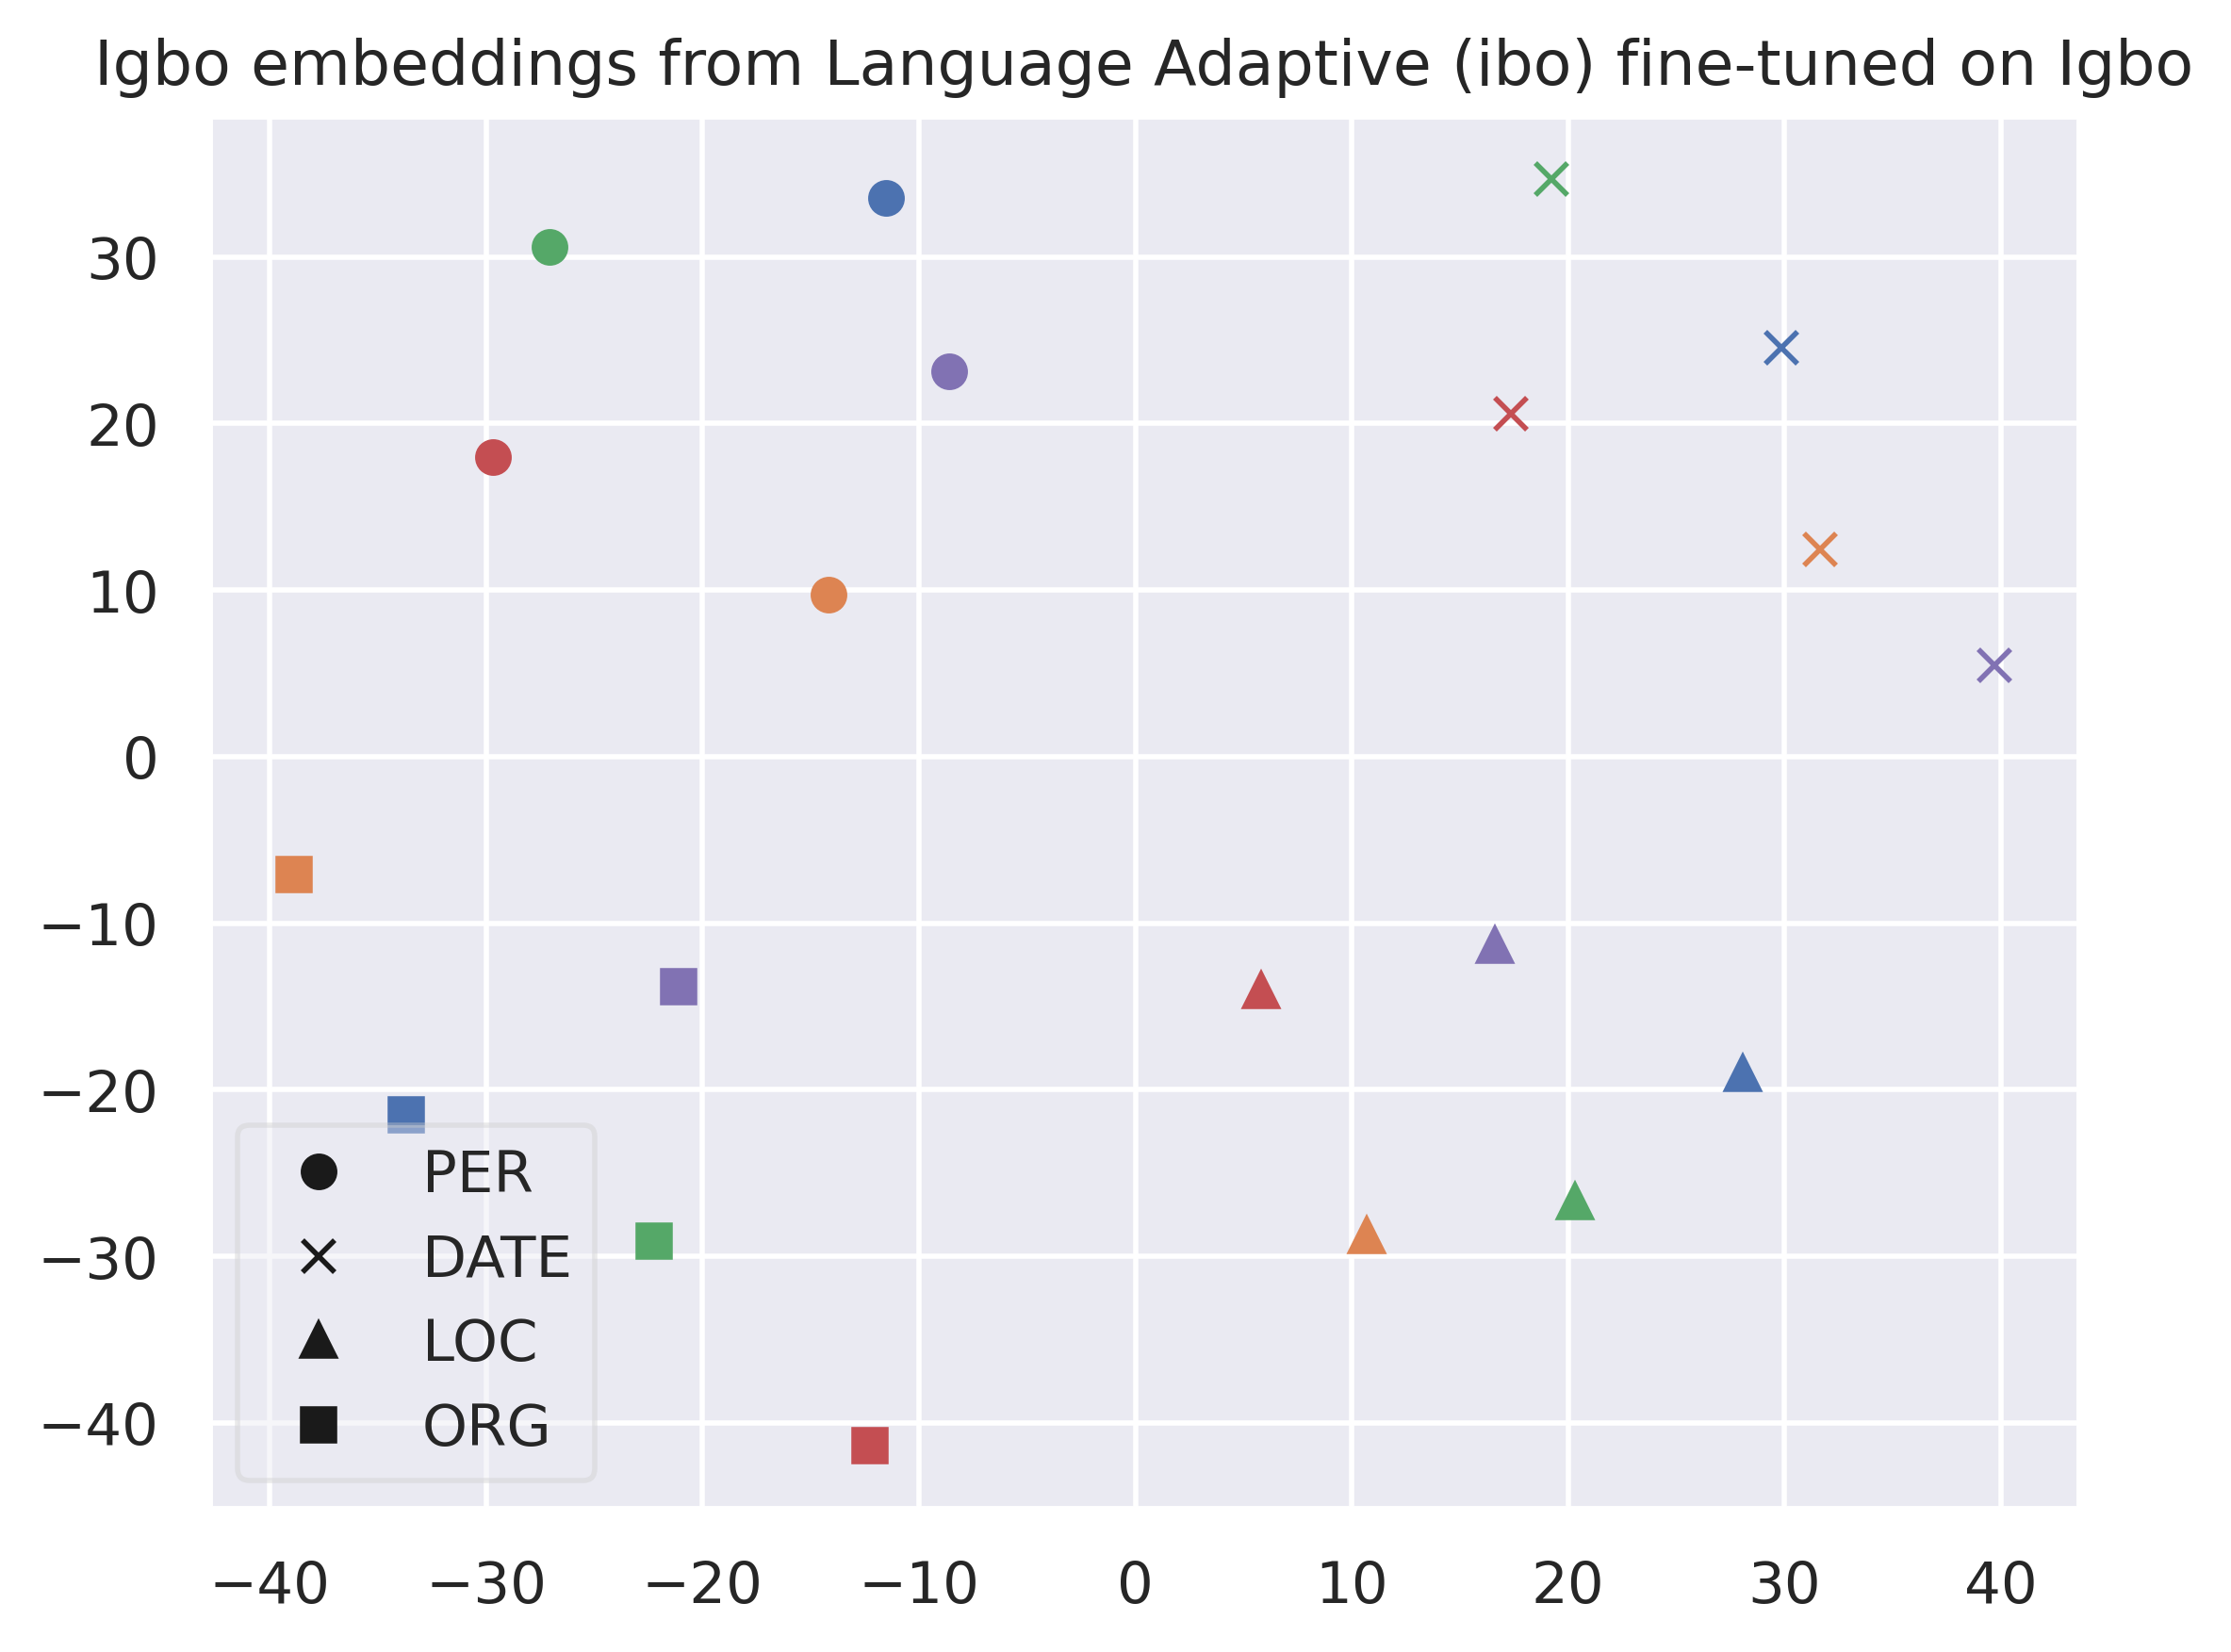 Igbo embeddings from Language Adaptive (ibo) fine-tuned on Igbo
30
20
10
0
−10
−20
−30
−40
PER
DATE
LOC
ORG
−40 −30 −20 −10 0 10 20 30 40